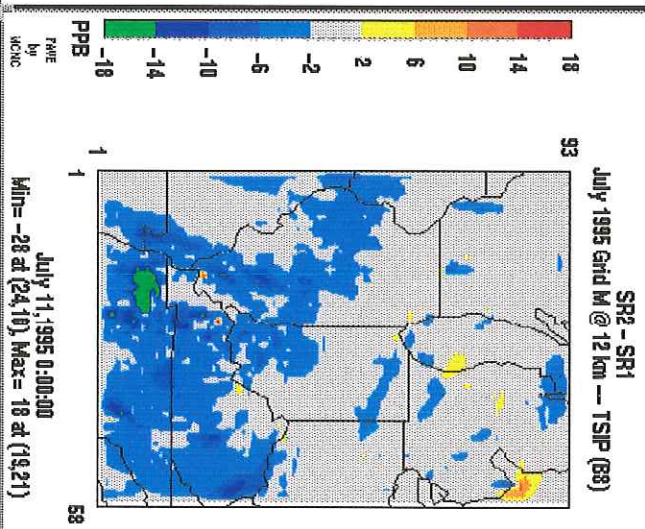 SR2 - SR1
July 1995 Grid M @ 12 km --- TSIP (B8)
18
14
10
6
2
-2
-6
-10
-14
-18
PPB
PAVE
by
MCNC
93
1
1
58
July 11,1995 0:00:00
Min= -28 at (24,10), Max= 18 at (19,21)